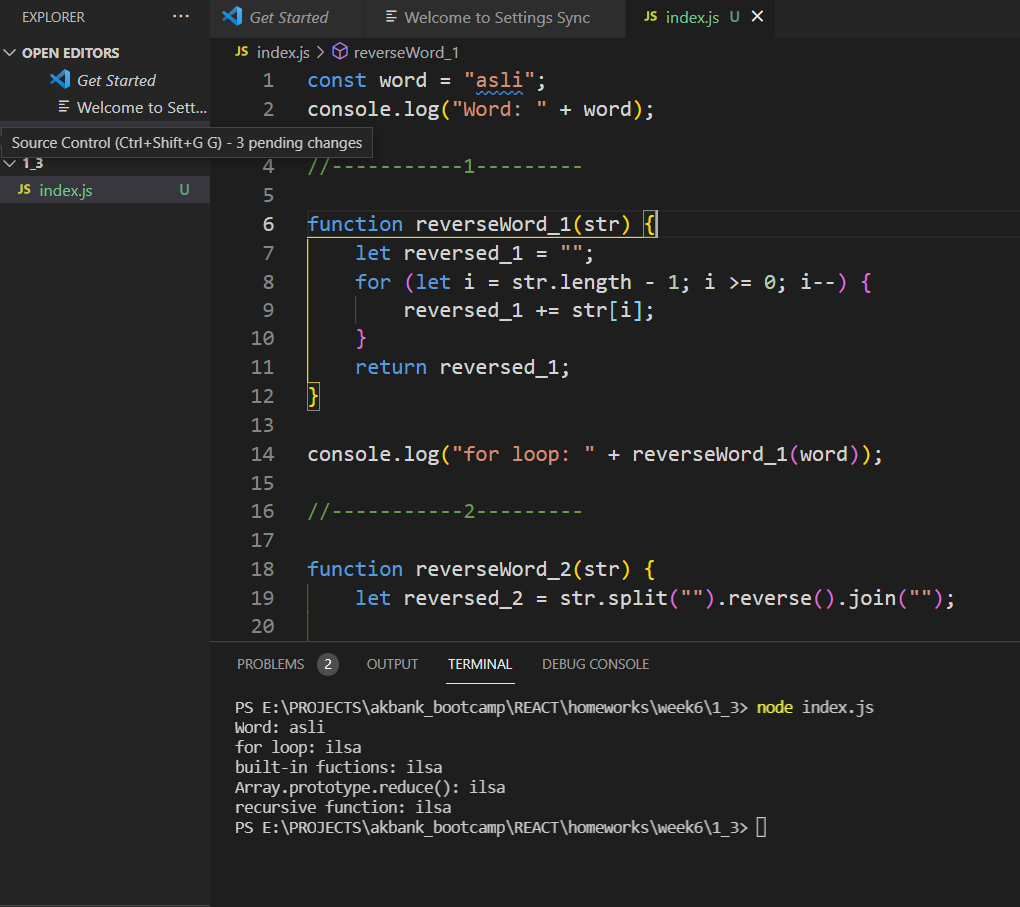 EXPLORER ...
OPEN EDITORS
Get Started
Welcome to Sett...
Source Control (Ctrl+Shift+G G) - 3 pending changes
1_3
JS index.js U
Get Started Welcome to Settings Sync JS index.js U
JS index.js > reverseWord_1
1 const word = "asli";
2 console.log("Word: " + word);
4 //-----------1---------
5
6 function reverseWord_1(str) {
7 let reversed_1 = "";
8 for (let i = str.length - 1; i >= 0; i--) {
9 reversed_1 += str[i];
10 }
11 return reversed_1;
12 }
13
14 console.log("for loop: " + reverseWord_1(word));
15
16 //-----------2---------
17
18 function reverseWord_2(str) {
19 let reversed_2 = str.split("").reverse().join("");
20
PROBLEMS 2 OUTPUT TERMINAL DEBUG CONSOLE
PS E:\PROJECTS\akbank_bootcamp\REACT\homeworks\week6\1_3> node index.js
Word: asli
for loop: ilsa
built-in fuctions: ilsa
Array.prototype.reduce(): ilsa
recursive function: ilsa
PS E:\PROJECTS\akbank_bootcamp\REACT\homeworks\week6\1_3>